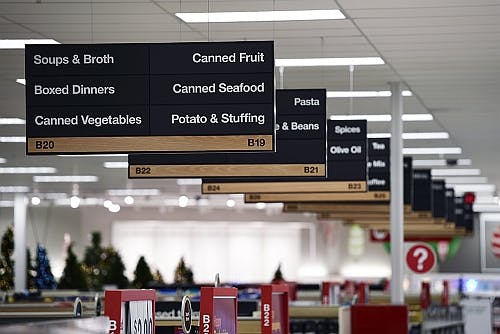 Soups & Broth Canned Fruit
Boxed Dinners Canned Seafood
Canned Vegetables Potato & Stuffing
B20 B19
Pasta
& Beans
B22 B21
Spices
Olive Oil
B24 B23
Tea
Mix
?